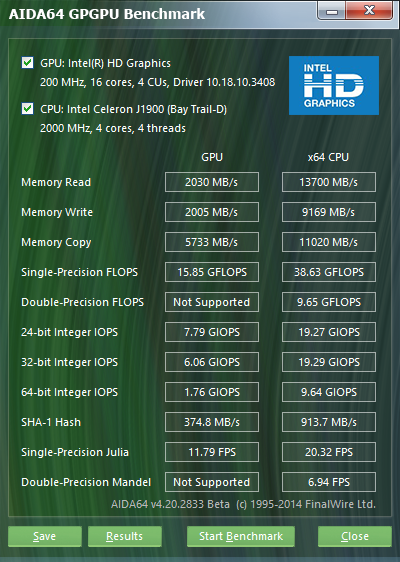 AIDA64 GPGPU Benchmark
GPU: Intel(R) HD Graphics
200 MHz, 16 cores, 4 CUs, Driver 10.18.10.3408
CPU: Intel Celeron J1900 (Bay Trail-D)
2000 MHz, 4 cores, 4 threads
INTEL
HD
GRAPHICS
GPU x64 CPU
Memory Read 2030 MB/s 13700 MB/s
Memory Write 2005 MB/s 9169 MB/s
Memory Copy 5733 MB/s 11020 MB/s
Single-Precision FLOPS 15.85 GFLOPS 38.63 GFLOPS
Double-Precision FLOPS Not Supported 9.65 GFLOPS
24-bit Integer IOPS 7.79 GIOPS 19.27 GIOPS
32-bit Integer IOPS 6.06 GIOPS 19.29 GIOPS
64-bit Integer IOPS 1.76 GIOPS 9.64 GIOPS
SHA-1 Hash 374.8 MB/s 913.7 MB/s
Single-Precision Julia 11.79 FPS 20.32 FPS
Double-Precision Mandel Not Supported 6.94 FPS
AIDA64 v4.20.2833 Beta (c) 1995-2014 FinalWire Ltd.
Save Results Start Benchmark Close